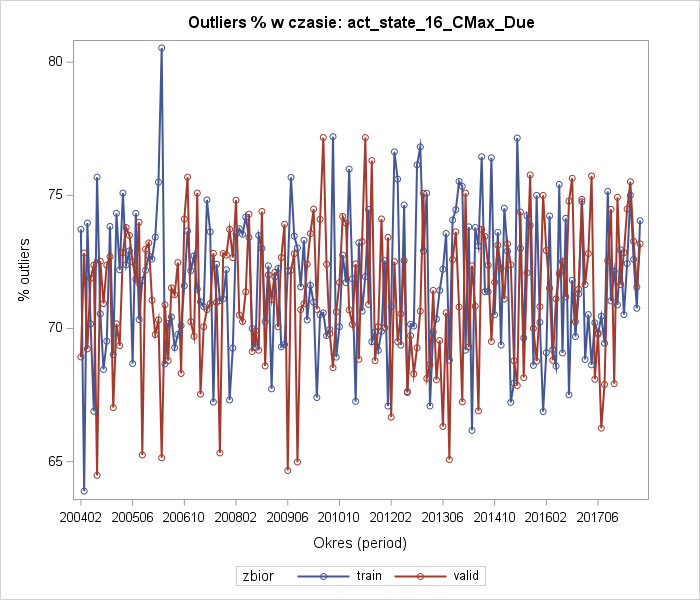 Outliers % w czasie: act_state_16_CMax_Due
% outliers
80
75
70
65
200402 200506 200610 200802 200906 201010 201202 201306 201410 201602 201706
Okres (period)
zbior train valid